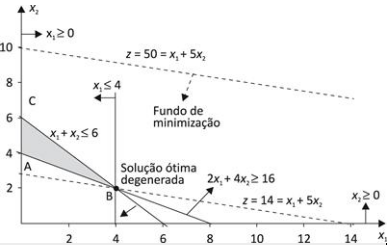 x₂
x₁ ≥ 0
10
z = 50 = x₁ + 5x₂
8
x₁ ≤ 4
Fundo de
minimização
C
6
x₁ + x₂ ≤ 6
4
A
Solução ótima
degenerada
2x₁ + 4x₂ ≥ 16
x₂ ≥ 0
2
B
z = 14 = x₁ + 5x₂
x₁
2
4
6
8
10
12
14